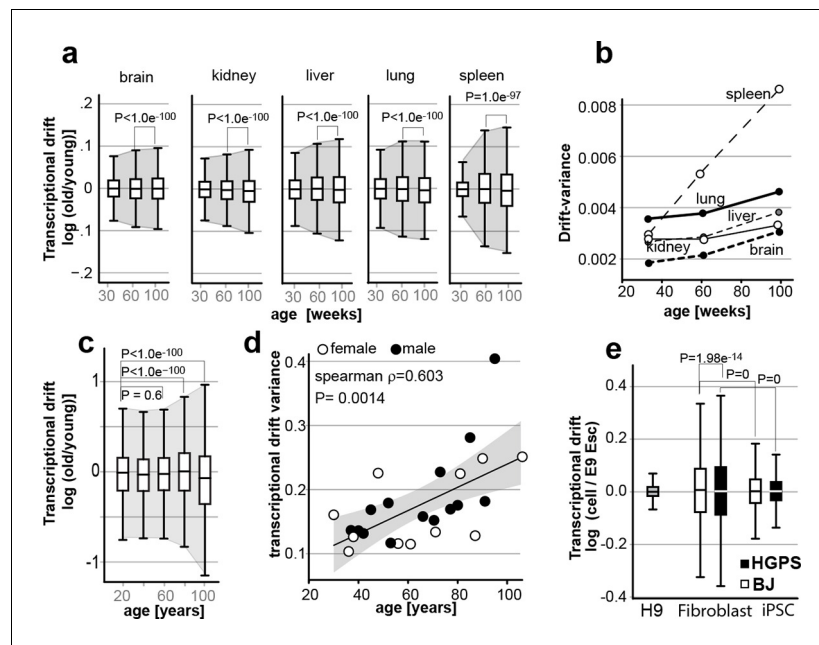 a
brain kidney liver lung spleen
P<1.0e-100 P<1.0e-100 P<1.0e-100 P<1.0e-100 P=1.0e-97
Transcriptional drift
log (old/young)]
.2
.1
0
.1
-.2
30 60 100 30 60 100 30 60 100 30 60 100 30 60 100
age [weeks]
b
Drift-variance
0.008
0.006
0.004
0.002
spleen
lung
liver
kidney
brain
20 40 60 80 100
age [weeks]
c
P<1.0e-100
P<1.0e-100
P = 0.6
Transcriptional drift
log (old/young)]
1
0
-1
20 40 60 80 100
age [years]
d
female male
spearman ρ=0.603
P= 0.0014
transcriptional drift variance
0.4
0.3
0.2
0.1
20 40 60 80 100
age [years]
e
P=1.98e-14
P=0
P=0
Transcriptional drift
log (cell / E9 Esc)
0.4
0.2
0.0
-0.2
-0.4
HGPS
BJ
H9 Fibroblast iPSC